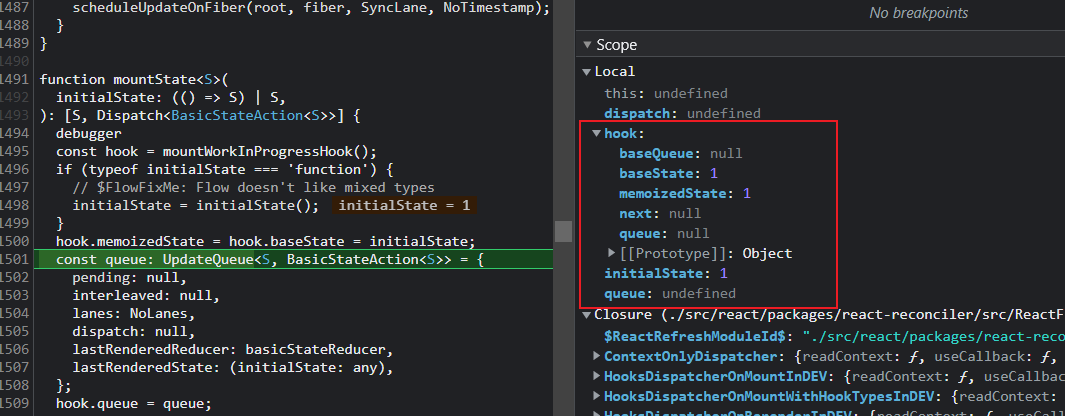 1487 scheduleUpdateOnFiber(root, fiber, SyncLane, NoTimestamp);
1488 }
1489 }
1490
1491 function mountState<S>(
1492 initialState: (() => S) | S,
1493 ): [S, Dispatch<BasicStateAction<S>>] {
1494 debugger
1495 const hook = mountWorkInProgressHook();
1496 if (typeof initialState === 'function') {
1497 // $FlowFixMe: Flow doesn't like mixed types
1498 initialState = initialState(); initialState = 1
1499 }
1500 hook.memoizedState = hook.baseState = initialState;
1501 const queue: UpdateQueue<S, BasicStateAction<S>> = {
1502 pending: null,
1503 interleaved: null,
1504 lanes: NoLanes,
1505 dispatch: null,
1506 lastRenderedReducer: basicStateReducer,
1507 lastRenderedState: (initialState: any),
1508 };
1509 hook.queue = queue;
No breakpoints
Scope
Local
this: undefined
dispatch: undefined
hook:
baseQueue: null
baseState: 1
memoizedState: 1
next: null
queue: null
[[Prototype]]: Object
initialState: 1
queue: undefined
Closure (./src/react/packages/react-reconciler/src/ReactF
$ReactRefreshModuleId$: "./src/react/packages/react-reco
ContextOnlyDispatcher: {readContext: ƒ, useCallback: ƒ,
HooksDispatcherOnMountInDEV: {readContext: ƒ, useCallbac
HooksDispatcherOnMountWithHookTypesInDEV: {readContext:
HooksDispatcherOnRerenderInDEV: {readContext: ƒ, useCall